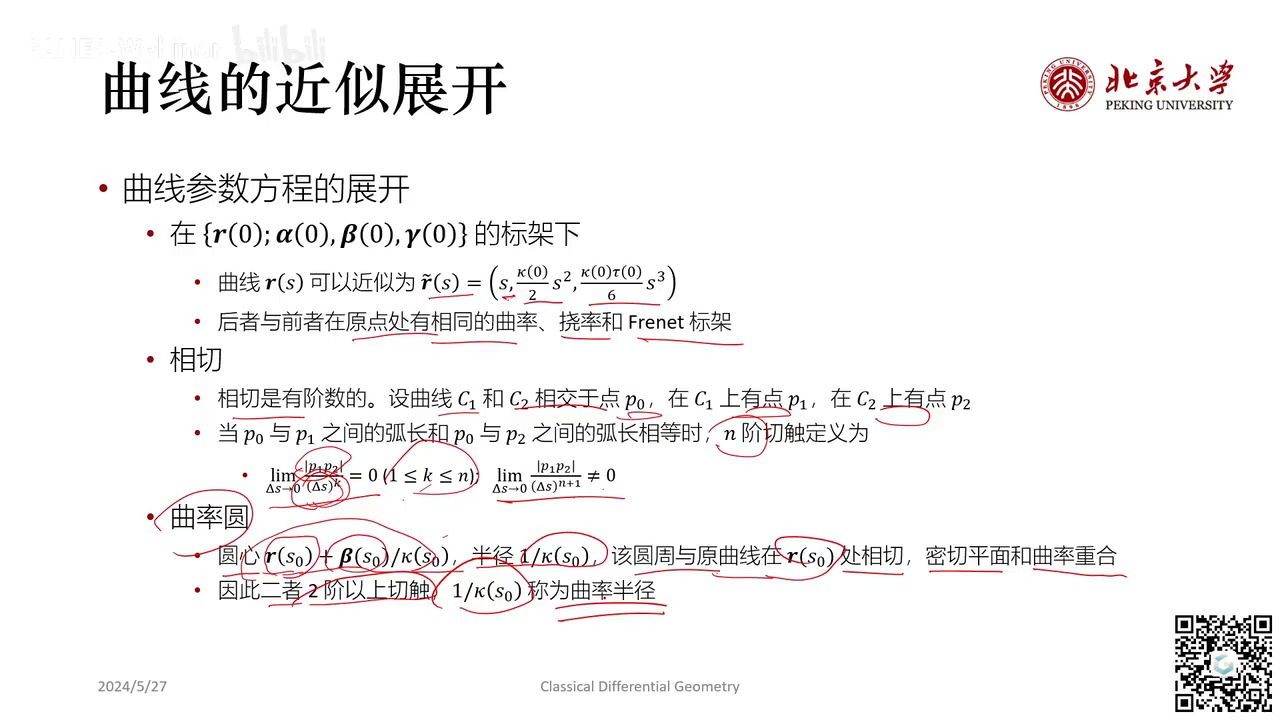 bilibili
曲线的近似展开
北京大学
PEKING UNIVERSITY
• 曲线参数方程的展开
• 在 {r(0); α(0), β(0), γ(0)} 的标架下
• 曲线 r(s) 可以近似为 r̃(s) = (s, κ(0)/2 s², κ(0)τ(0)/6 s³)
• 后者与前者在原点处有相同的曲率、挠率和 Frenet 标架
• 相切
• 相切是有阶数的。设曲线 C₁ 和 C₂ 相交于点 p₀，在 C₁ 上有点 p₁，在 C₂ 上有点 p₂
• 当 p₀ 与 p₁ 之间的弧长和 p₀ 与 p₂ 之间的弧长相等时，n 阶切触定义为
• lim Δs→0 |p₁p₂|/(Δs)ᵏ = 0 (1 ≤ k ≤ n); lim Δs→0 |p₁p₂|/(Δs)ⁿ⁺¹ ≠ 0
• 曲率圆
• 圆心 r(s₀) + β(s₀)/κ(s₀)，半径 1/κ(s₀)，该圆周与原曲线在 r(s₀) 处相切，密切平面和曲率重合
• 因此二者 2 阶以上切触，1/κ(s₀) 称为曲率半径
2024/5/27
Classical Differential Geometry